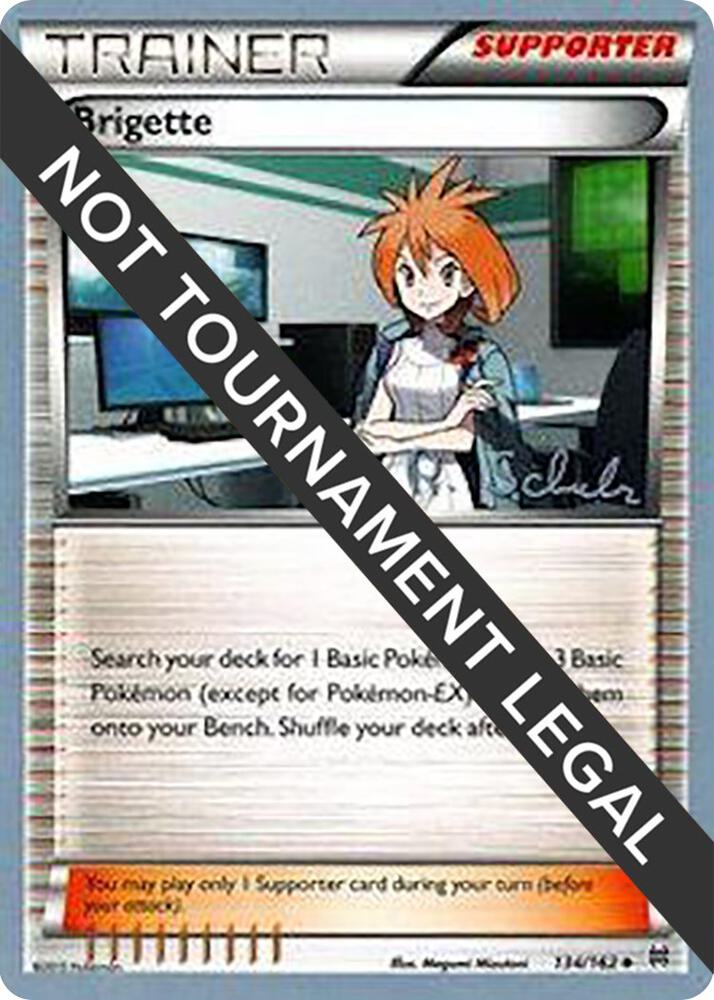 TRAINER
SUPPORTER
Brigette
NOT TOURNAMENT LEGAL
Search your deck for 1 Basic 3 Basic
Pokémon (except for Pokémon-EX)
onto your Bench. Shuffle your deck
You may play only 1 Supporter card during your turn (before
your attack).
Illus. Megumi Mizutani 134/162